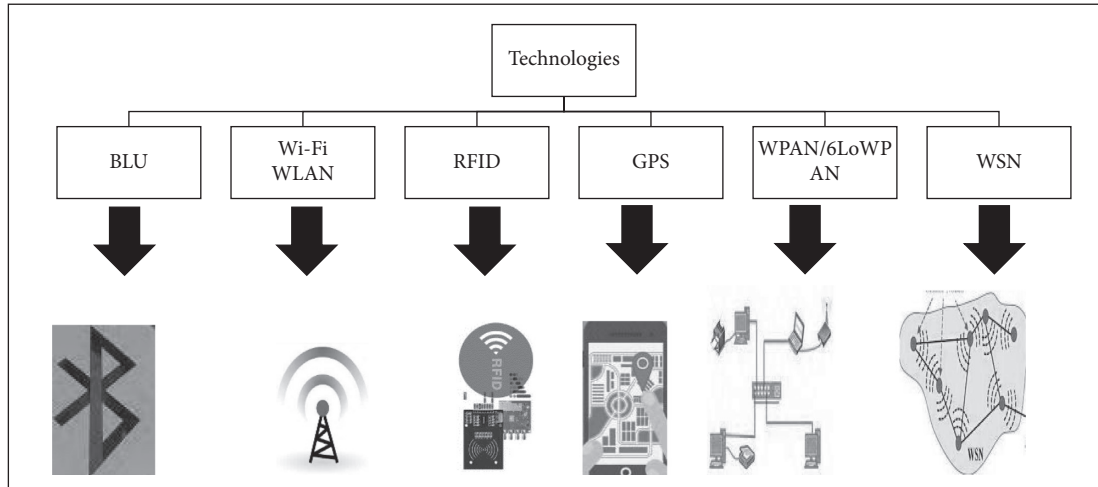 Technologies
BLU
Wi-Fi
WLAN
RFID
GPS
WPAN/6LoWP
AN
WSN
RFID
WSN